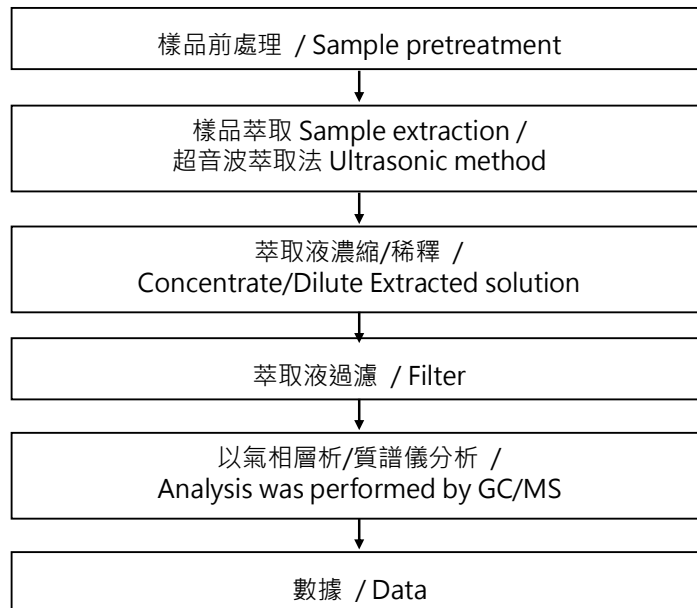 樣品前處理 / Sample pretreatment
樣品萃取 Sample extraction /
超音波萃取法 Ultrasonic method
萃取液濃縮/稀釋 /
Concentrate/Dilute Extracted solution
萃取液過濾 / Filter
以氣相層析/質譜儀分析 /
Analysis was performed by GC/MS
數據 / Data